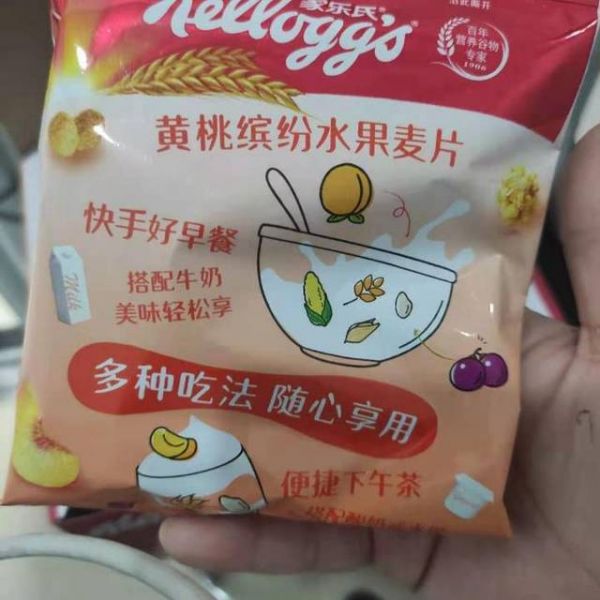 家乐氏
Kellogg's
百年
营养谷物
专家
1906
黄桃缤纷水果麦片
快手好早餐
搭配牛奶
美味轻松享
Milk
多种吃法 随心享用
便捷下午茶